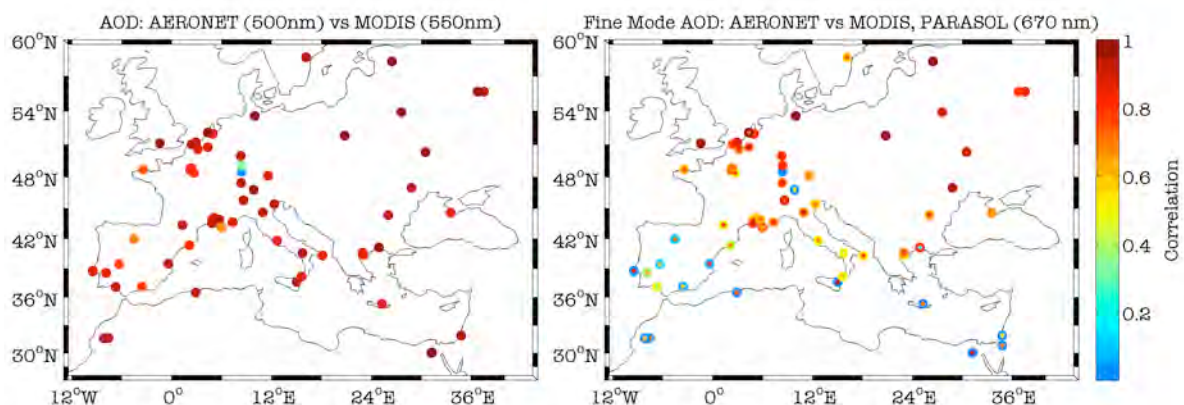 AOD: AERONET (500nm) vs MODIS (550nm)
Fine Mode AOD: AERONET vs MODIS, PARASOL (670 nm)
60°N
54°N
48°N
42°N
36°N
30°N
12°W 0° 12°E 24°E 36°E
60°N
54°N
48°N
42°N
36°N
30°N
12°W 0° 12°E 24°E 36°E
1
0.8
0.6
0.4
0.2
Correlation